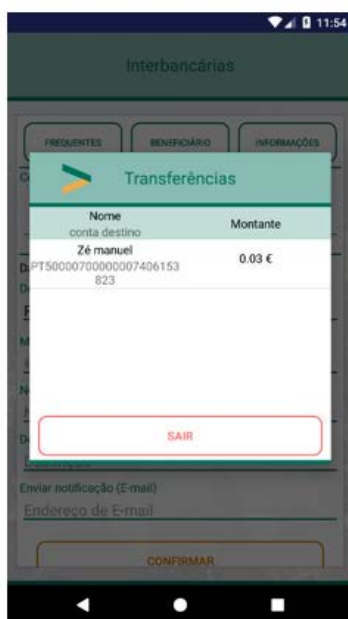 11:54
Interbancárias
FREQUENTES BENEFICIÁRIO INFORMAÇÕES
Transferências
Nome Montante
conta destino
Zé manuel 0.03 €
PT50000700000007406153
823
SAIR
Enviar notificação (E-mail)
Endereço de E-mail
CONFIRMAR